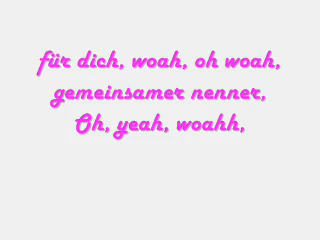 für dich, woah, oh woah,
gemeinsamer nenner,
Oh, yeah, woahh,